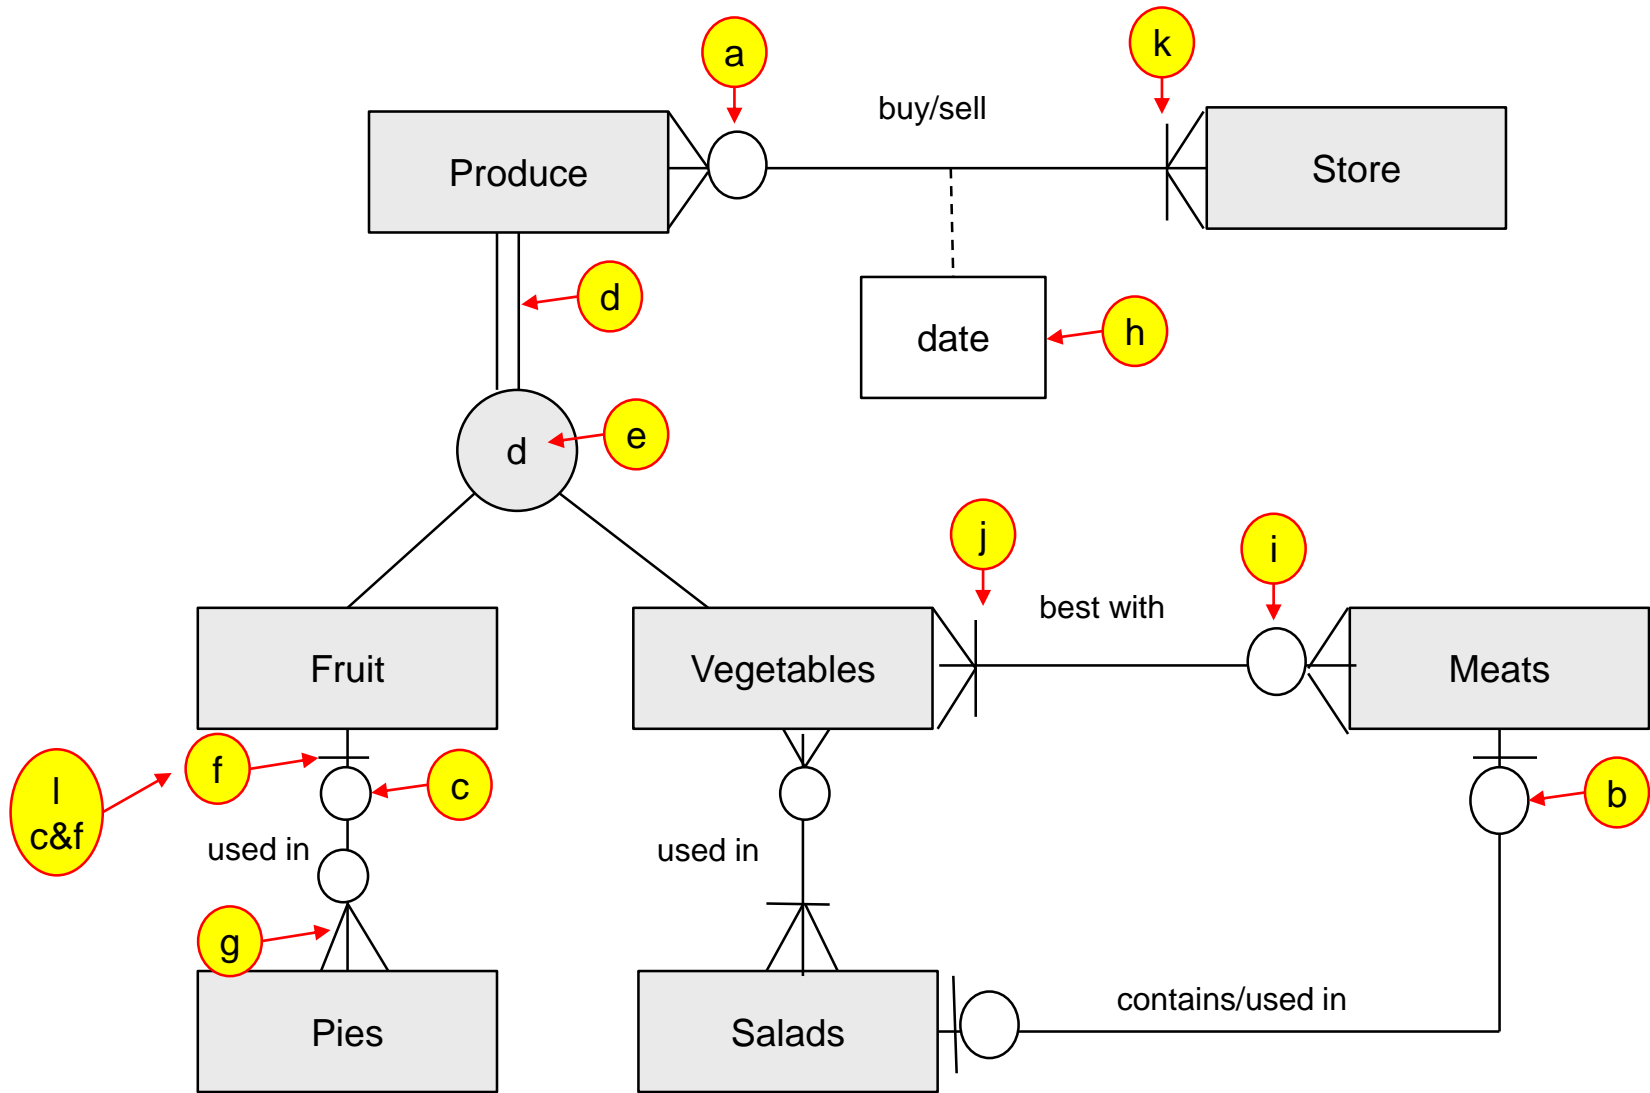 a
k
buy/sell
Produce
Store
d
h
date
e
d
j
i
best with
Fruit
Vegetables
Meats
f
c
b
l
c&f
used in
used in
g
contains/used in
Pies
Salads